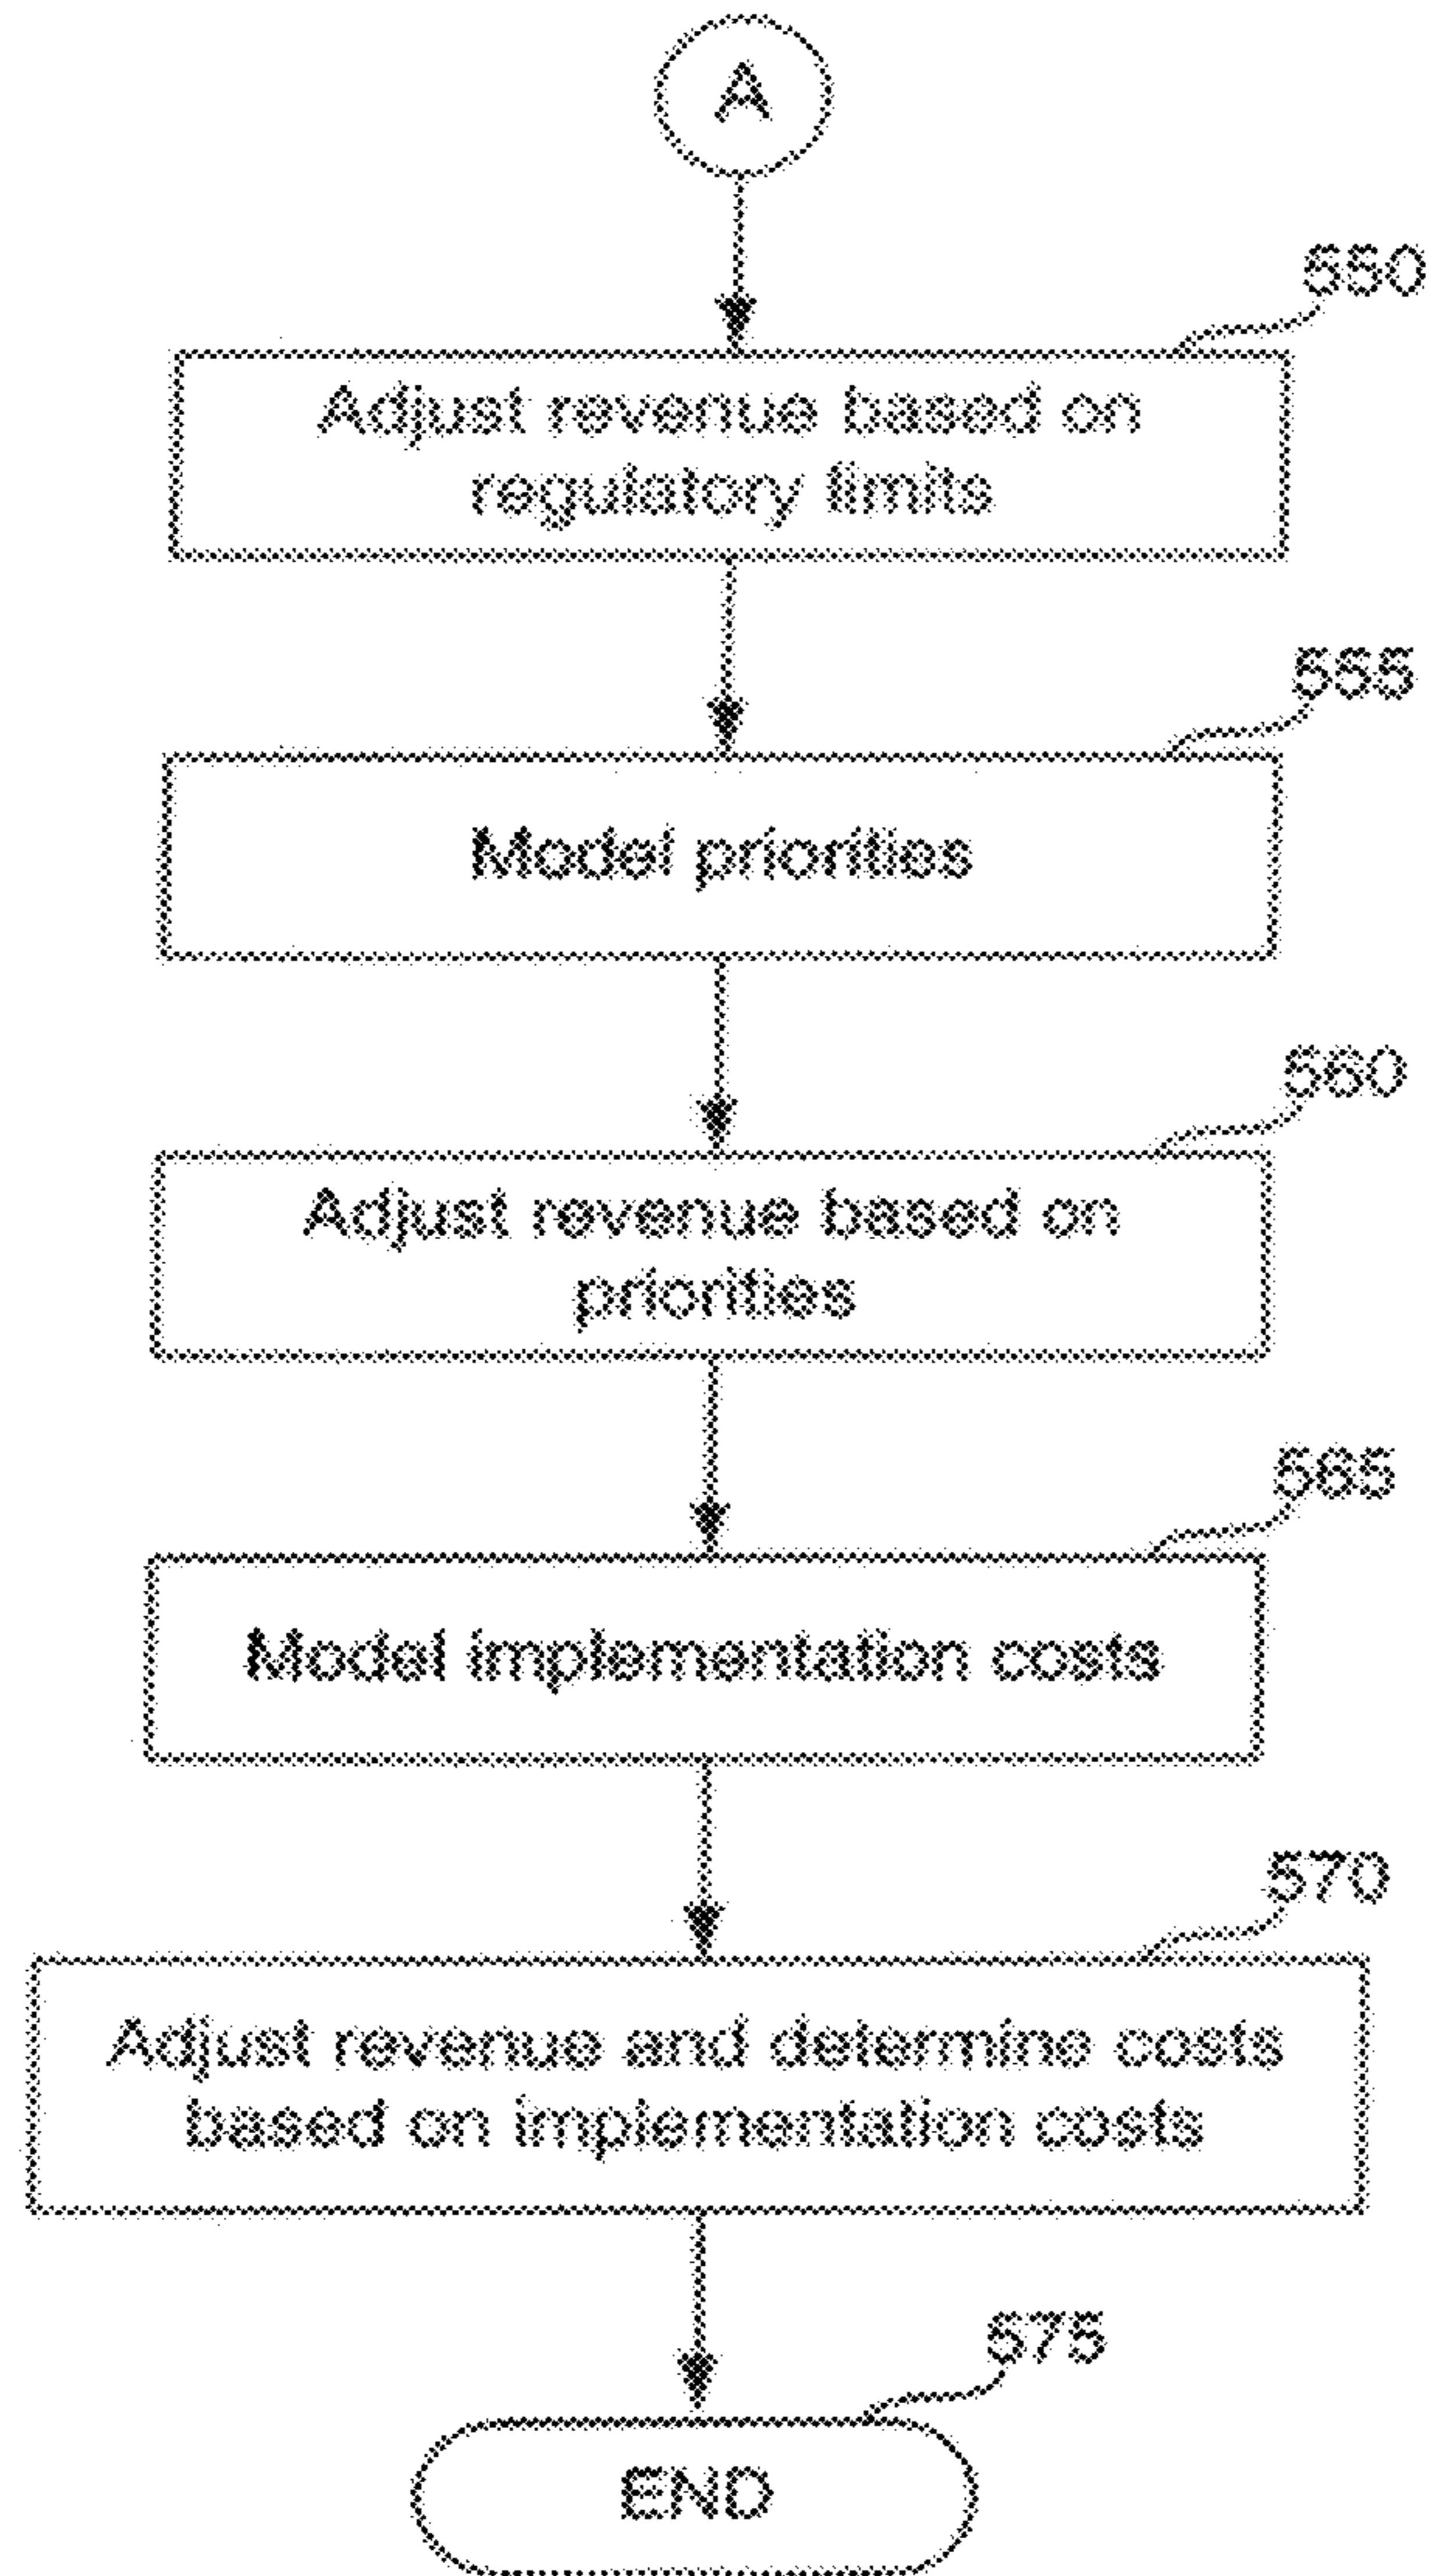 A
550
Adjust revenue based on
regulatory limits
555
Model priorities
560
Adjust revenue based on
priorities
565
Model implementation costs
570
Adjust revenue and determine costs
based on implementation costs
575
END